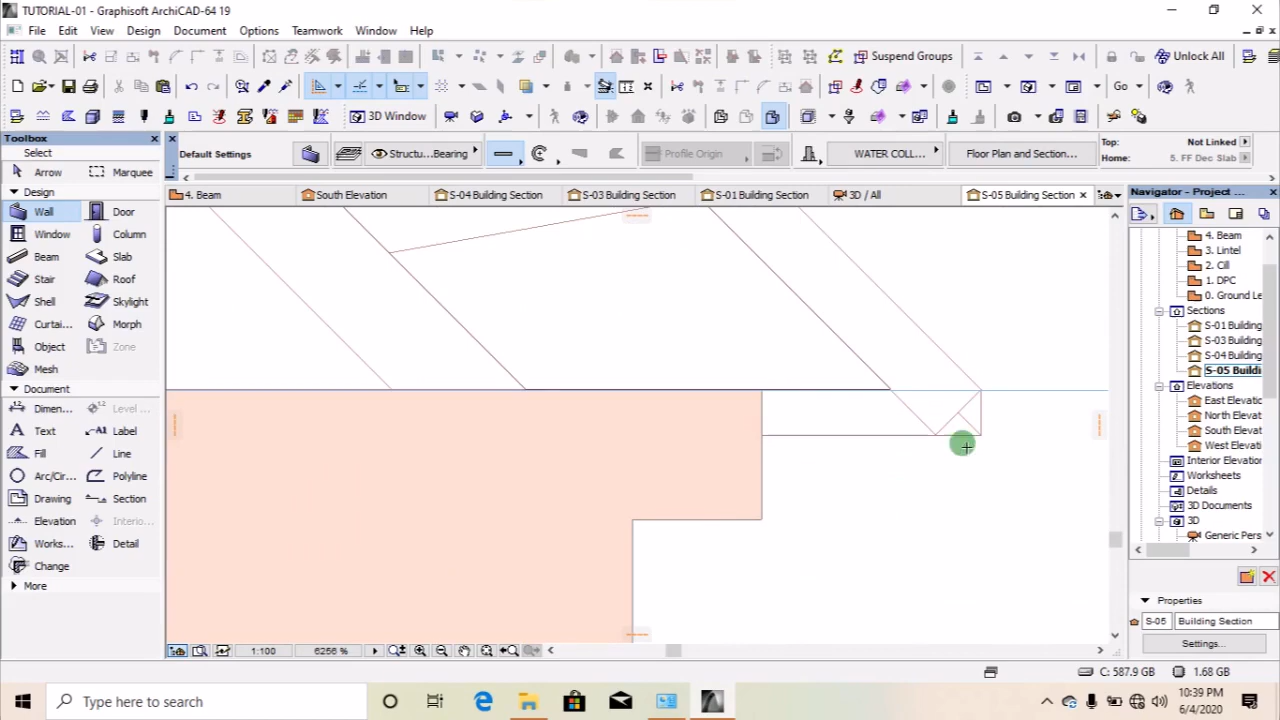 TUTORIAL-01 - Graphisoft ArchiCAD-64 19
File Edit View Design Document Options Teamwork Window Help
Suspend Groups
Unlock All
Go
3D Window
Toolbox
Select
Arrow Marquee
Design
Wall Door
Window Column
Beam Slab
Stair Roof
Shell Skylight
Curtai... Morph
Object Zone
Mesh
Document
Dimen... Level ...
Text Label
Fill Line
Arc/Cir... Polyline
Drawing Section
Elevation Interio...
Works... Detail
Change
More
Default Settings
Structu...Bearing
Profile Origin
WATER COLL...
Floor Plan and Section...
Top: Not Linked
Home: 5. FF Dec Slab
4. Beam
South Elevation
S-04 Building Section
S-03 Building Section
S-01 Building Section
3D / All
S-05 Building Section
Navigator - Project ...
4. Beam
3. Lintel
2. Cill
1. DPC
0. Ground Le
Sections
S-01 Building
S-03 Building
S-04 Building
S-05 Buildi
Elevations
East Elevatio
North Elevat
South Elevat
West Elevati
Interior Elevation
Worksheets
Details
3D Documents
3D
Generic Pers
Properties
S-05 Building Section
Settings...
1:100
6256 %
C: 587.9 GB
1.68 GB
Type here to search
10:39 PM
6/4/2020